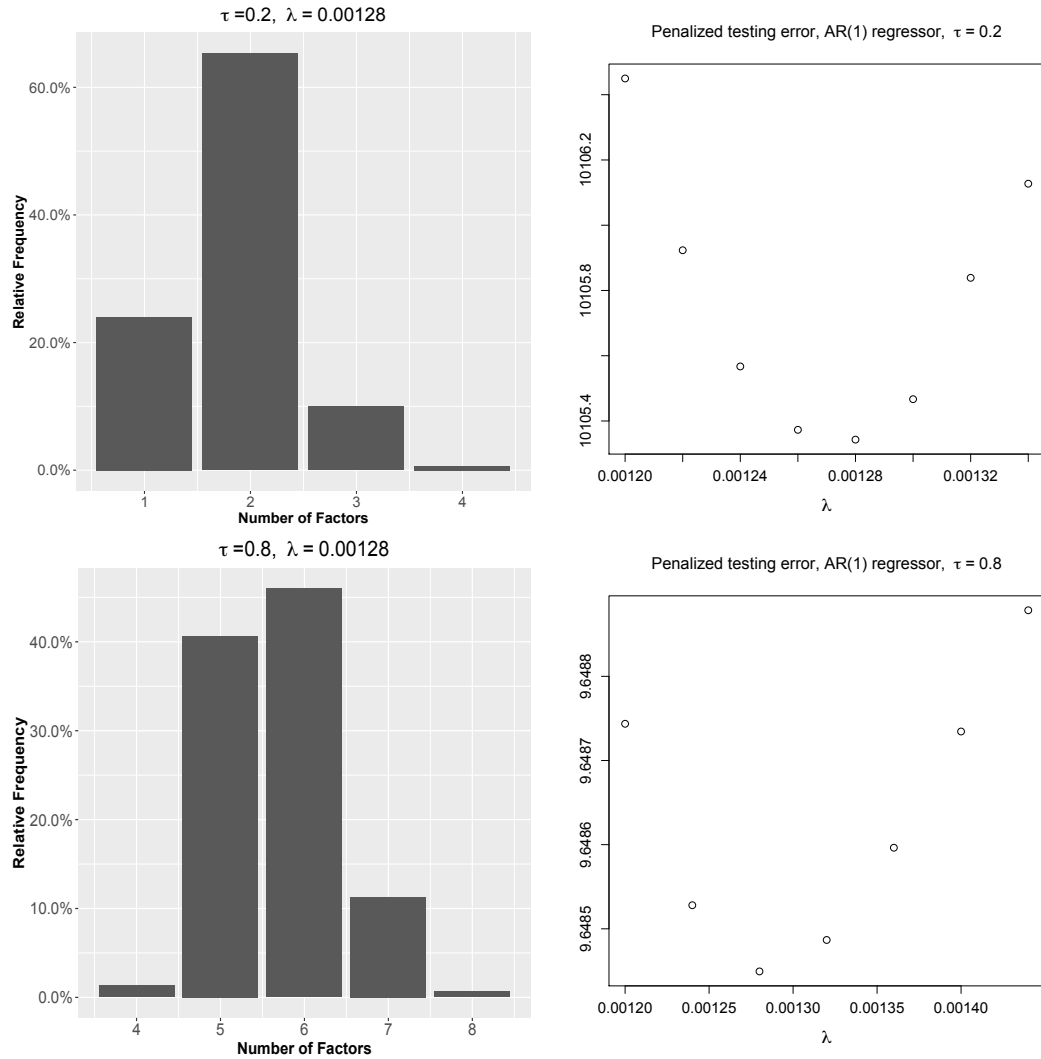 τ =0.2, λ = 0.00128
Relative Frequency
60.0%
40.0%
20.0%
0.0%
1 2 3 4
Number of Factors
Penalized testing error, AR(1) regressor, τ = 0.2
10106.2
10105.8
10105.4
0.00120 0.00124 0.00128 0.00132
λ
τ =0.8, λ = 0.00128
Relative Frequency
40.0%
30.0%
20.0%
10.0%
0.0%
4 5 6 7 8
Number of Factors
Penalized testing error, AR(1) regressor, τ = 0.8
9.6488
9.6487
9.6486
9.6485
0.00120 0.00125 0.00130 0.00135 0.00140
λ